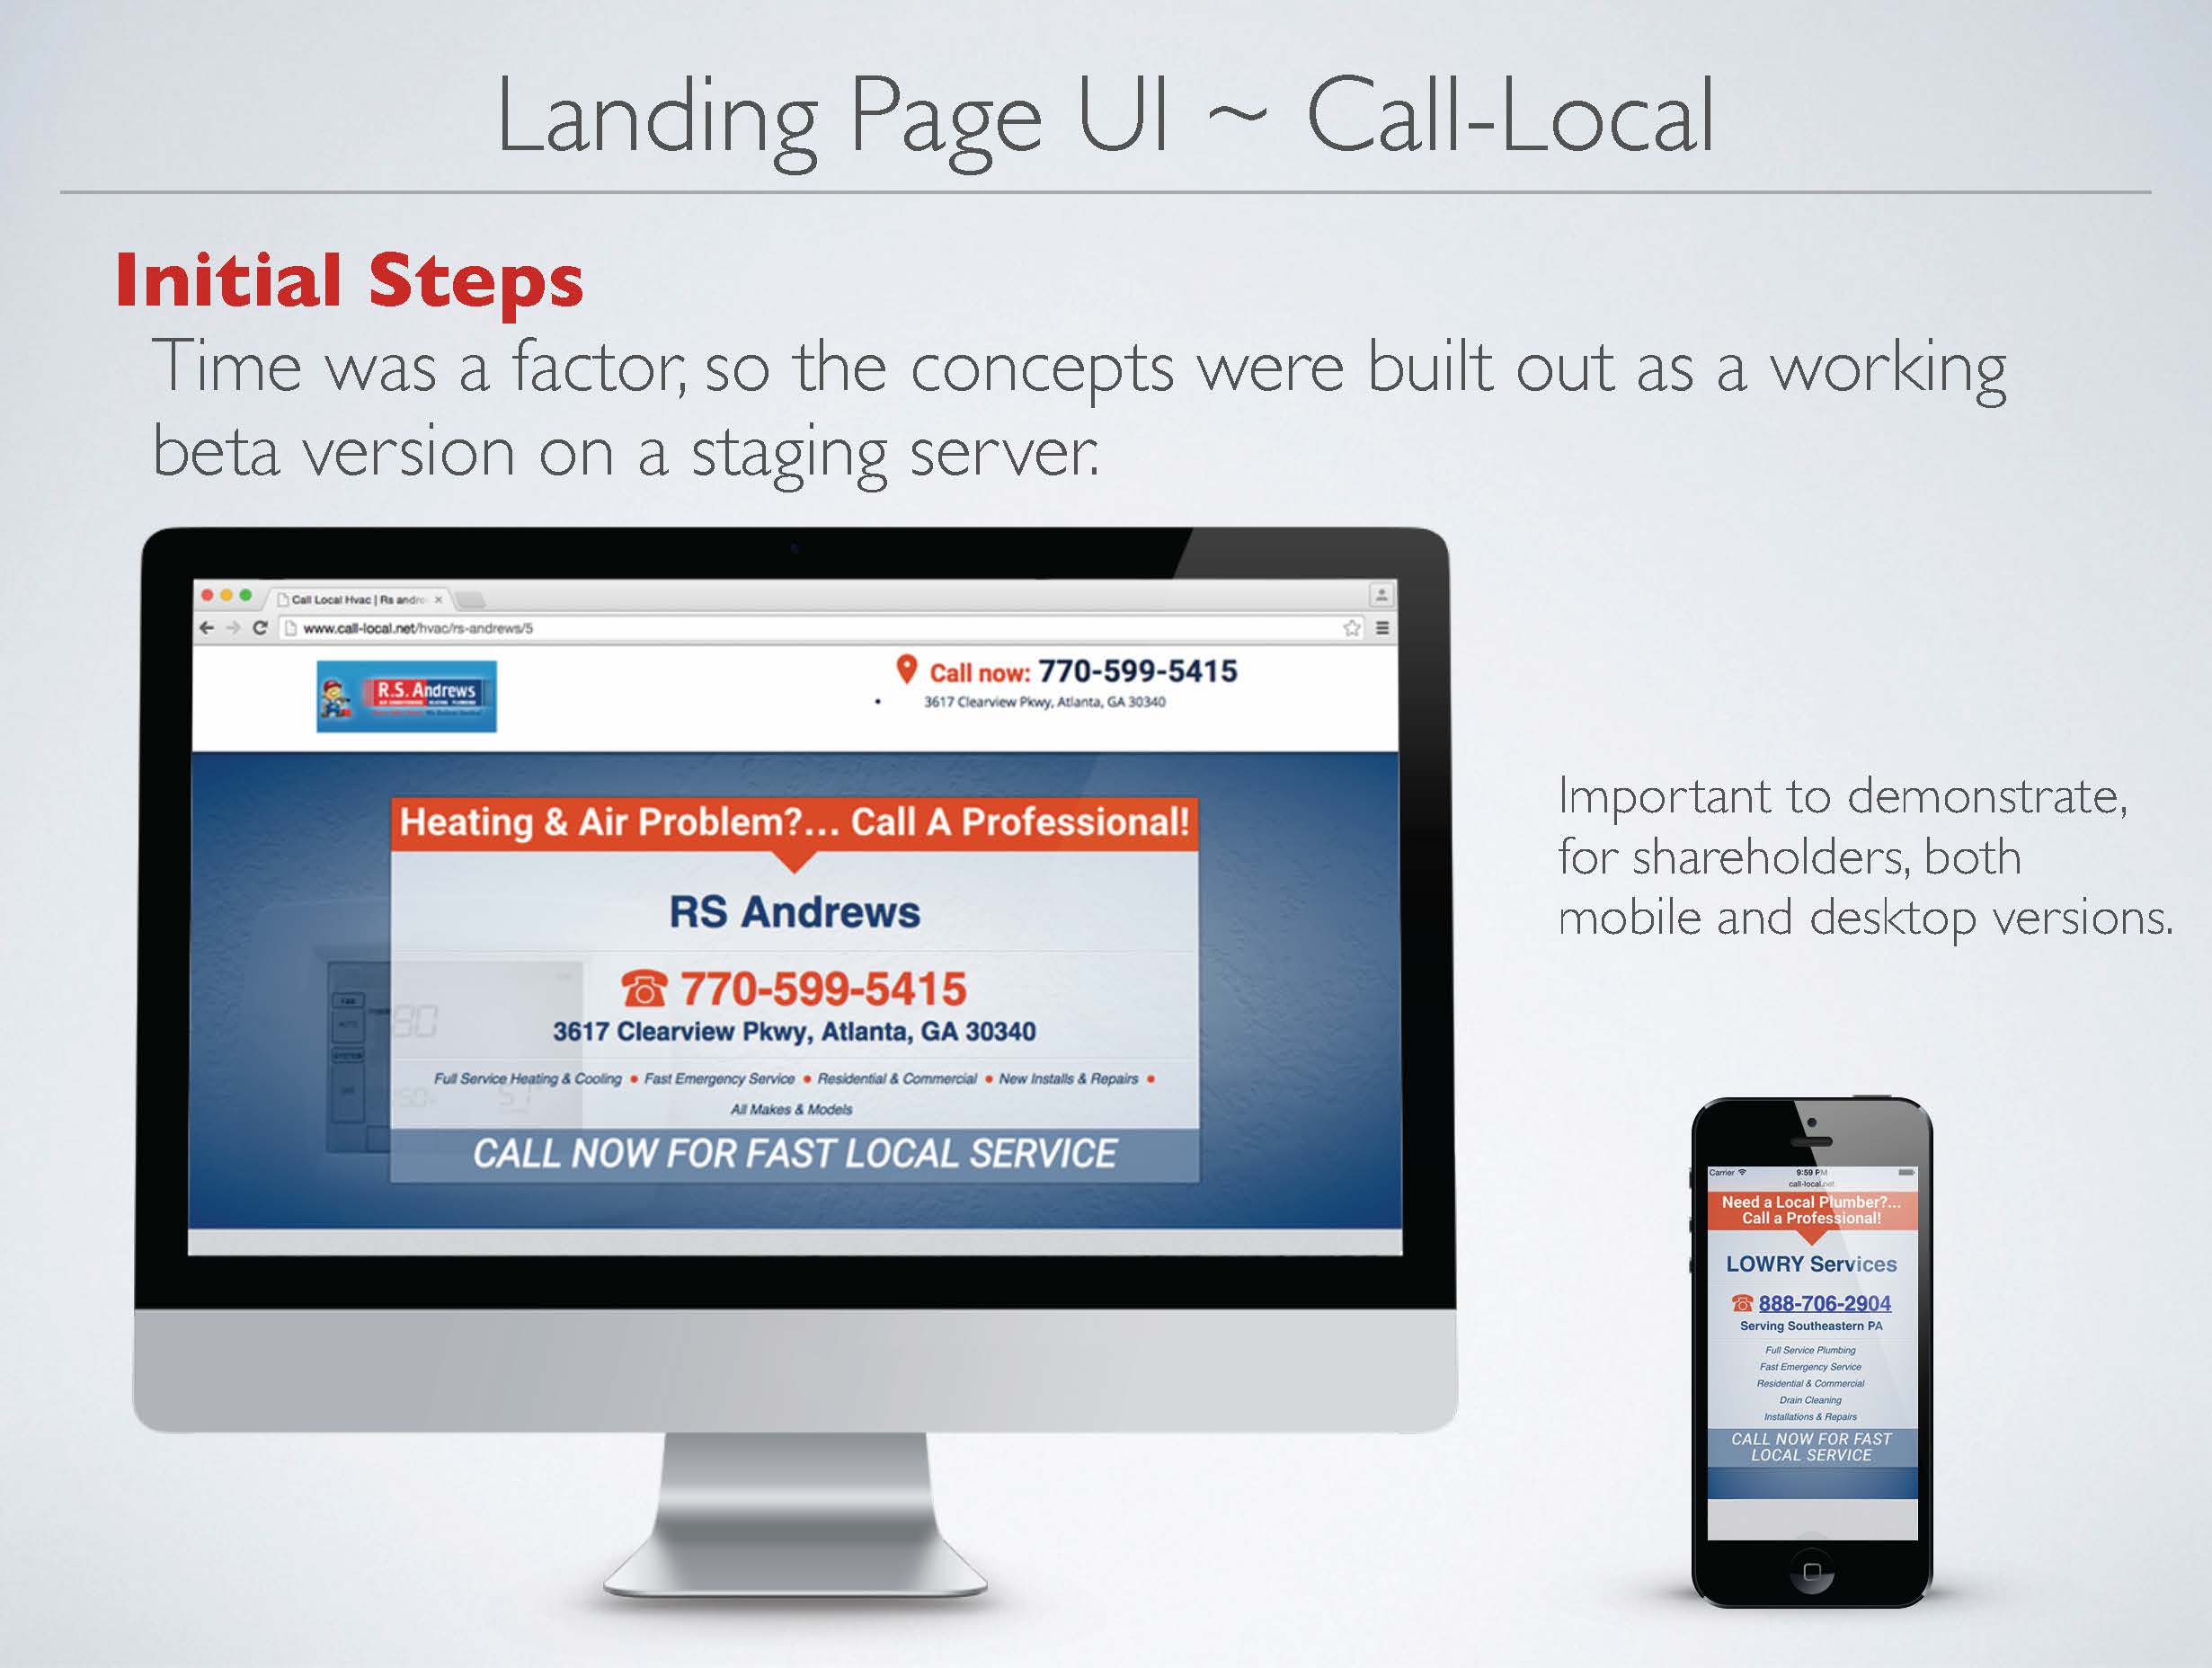 Landing Page UI ~ Call-Local
Initial Steps
Time was a factor, so the concepts were built out as a working
beta version on a staging server.
Call Local Hvac | Rs andre
www.call-local.net/hvac/rs-andrews/5
R.S. Andrews
Call now: 770-599-5415
3617 Clearview Pkwy, Atlanta, GA 30340
Heating & Air Problem?... Call A Professional!
RS Andrews
770-599-5415
3617 Clearview Pkwy, Atlanta, GA 30340
Full Service Heating & Cooling • Fast Emergency Service • Residential & Commercial • New Installs & Repairs •
All Makes & Models
CALL NOW FOR FAST LOCAL SERVICE
Important to demonstrate,
for shareholders, both
mobile and desktop versions.
Carrier 9:59 PM
call-local.net
Need a Local Plumber?...
Call a Professional!
LOWRY Services
888-706-2904
Serving Southeastern PA
Full Service Plumbing
Fast Emergency Service
Residential & Commercial
Drain Cleaning
Installations & Repairs
CALL NOW FOR FAST
LOCAL SERVICE